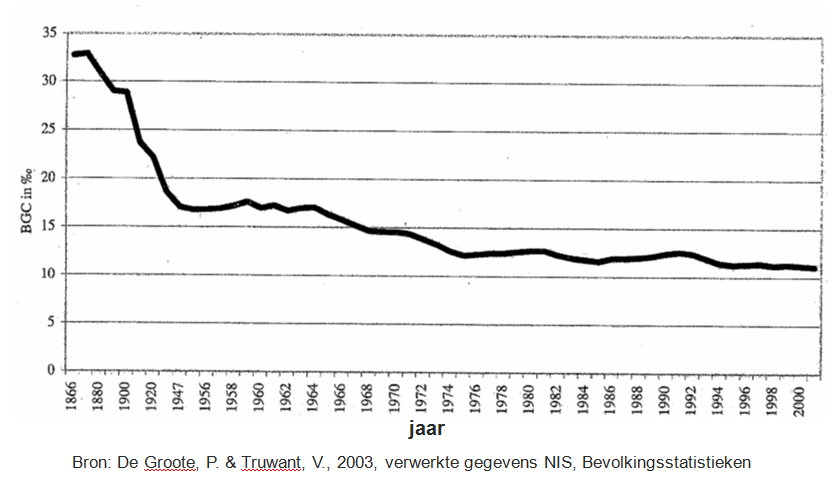 35
30
25
20
15
10
5
0
BGC in ‰
1866 1880 1900 1920 1947 1956 1958 1960 1962 1964 1966 1968 1970 1972 1974 1976 1978 1980 1982 1984 1986 1988 1990 1992 1994 1996 1998 2000
jaar
Bron: De Groote, P. & Truwant, V., 2003, verwerkte gegevens NIS, Bevolkingsstatistieken